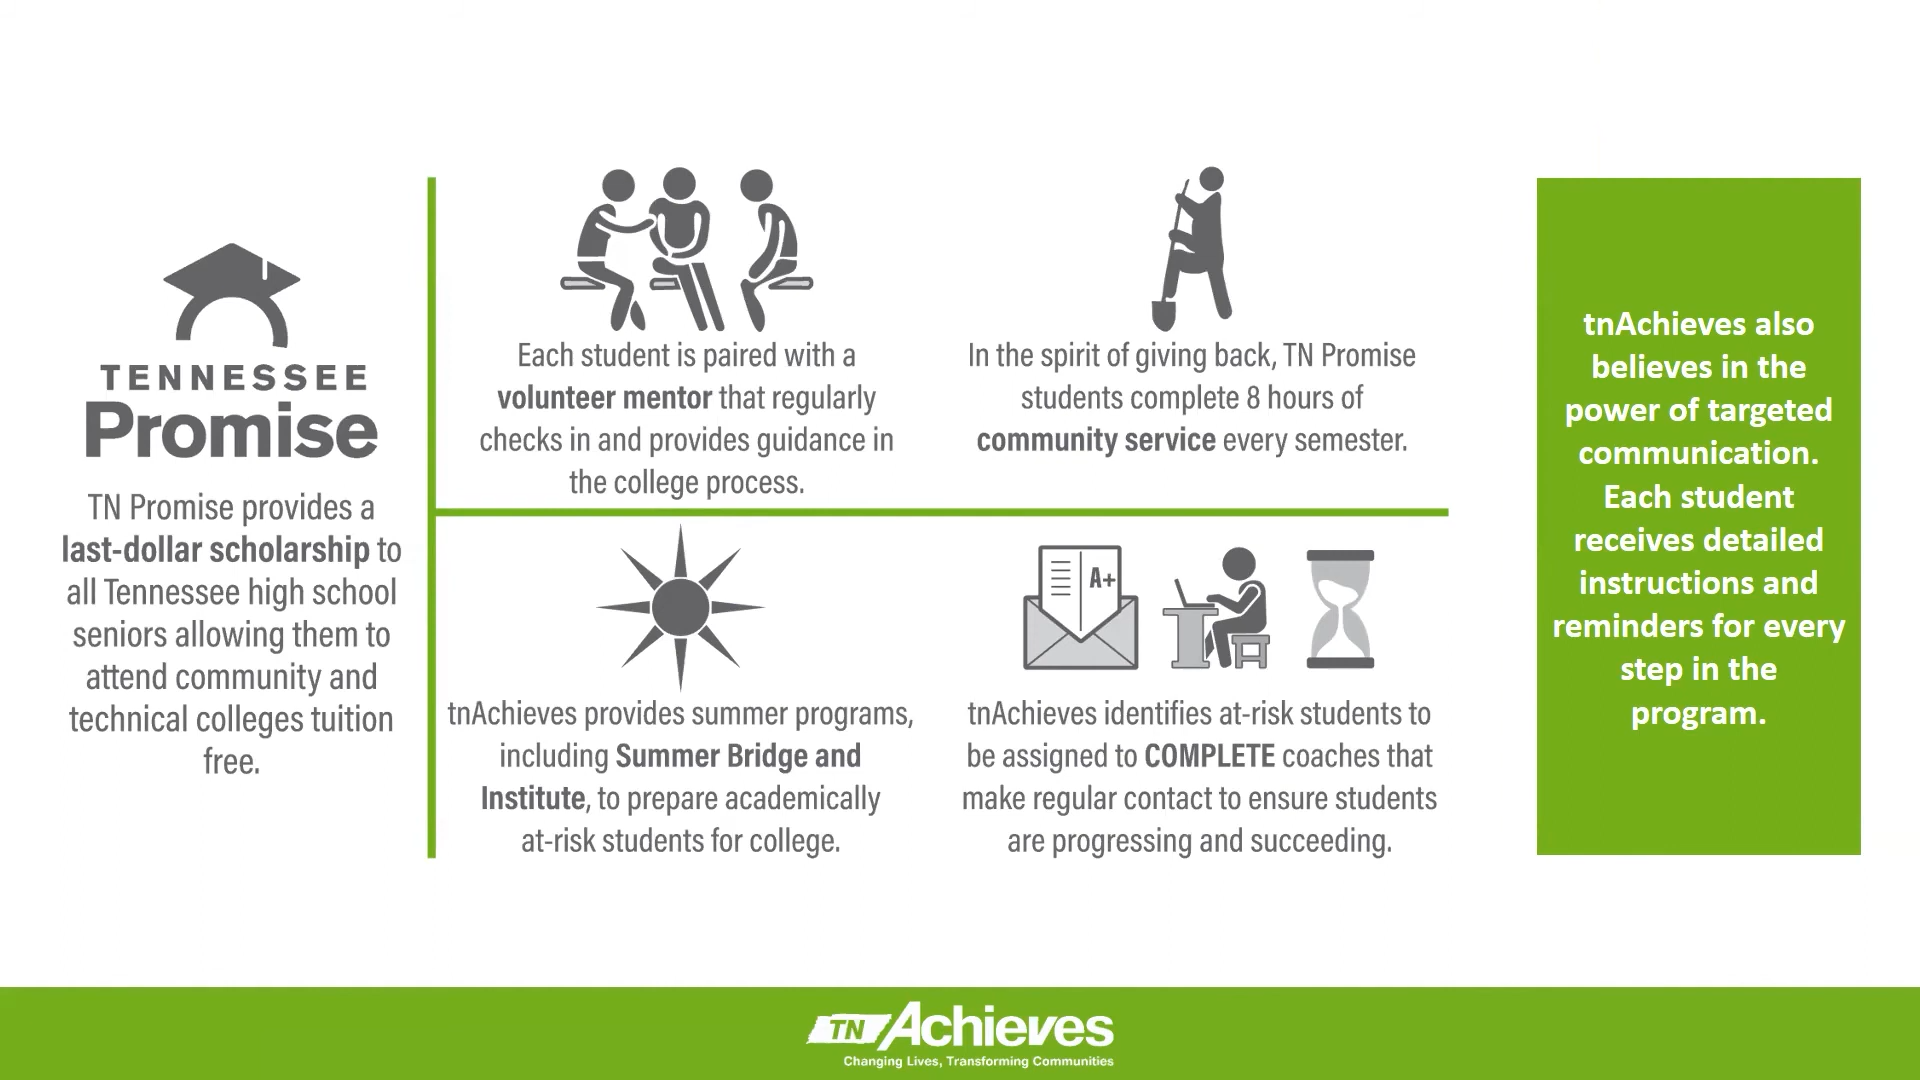 TENNESSEE
Promise
TN Promise provides a
last-dollar scholarship to
all Tennessee high school
seniors allowing them to
attend community and
technical colleges tuition
free.
Each student is paired with a
volunteer mentor that regularly
checks in and provides guidance in
the college process.
In the spirit of giving back, TN Promise
students complete 8 hours of
community service every semester.
tnAchieves provides summer programs,
including Summer Bridge and
Institute, to prepare academically
at-risk students for college.
A+
tnAchieves identifies at-risk students to
be assigned to COMPLETE coaches that
make regular contact to ensure students
are progressing and succeeding.
tnAchieves also
believes in the
power of targeted
communication.
Each student
receives detailed
instructions and
reminders for every
step in the
program.
TN Achieves
Changing Lives, Transforming Communities